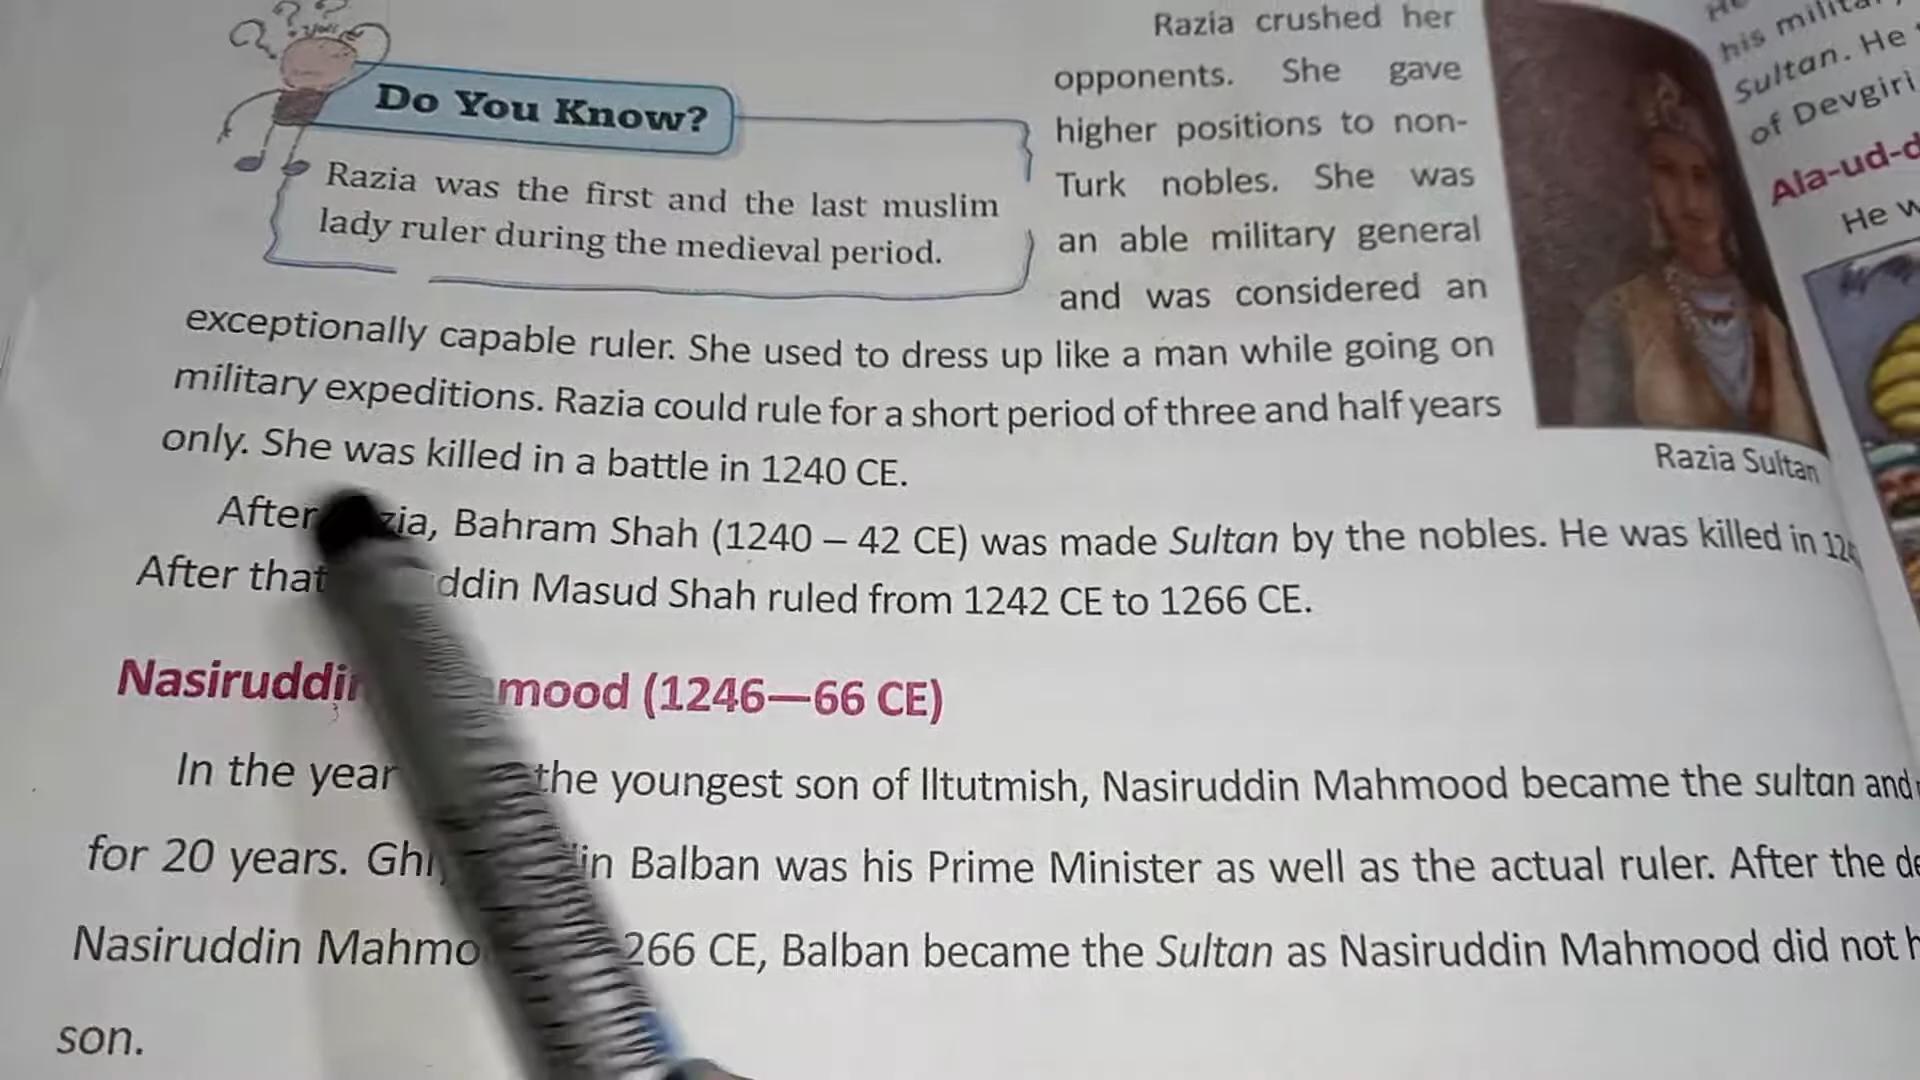 Do You Know?
Razia was the first and the last muslim
lady ruler during the medieval period.
Razia crushed her
opponents. She gave
higher positions to non-
Turk nobles. She was
an able military general
and was considered an
exceptionally capable ruler. She used to dress up like a man while going on
military expeditions. Razia could rule for a short period of three and half years
only. She was killed in a battle in 1240 CE.
Razia Sultan
After zia, Bahram Shah (1240 – 42 CE) was made Sultan by the nobles. He was killed in
After that ddin Masud Shah ruled from 1242 CE to 1266 CE.
Nasiruddin mood (1246—66 CE)
In the year the youngest son of Iltutmish, Nasiruddin Mahmood became the sultan and
for 20 years. Ghi in Balban was his Prime Minister as well as the actual ruler. After the
Nasiruddin Mahmo 266 CE, Balban became the Sultan as Nasiruddin Mahmood did not
son.
his
Sultan. He
of Devgiri
Ala-ud-d
He